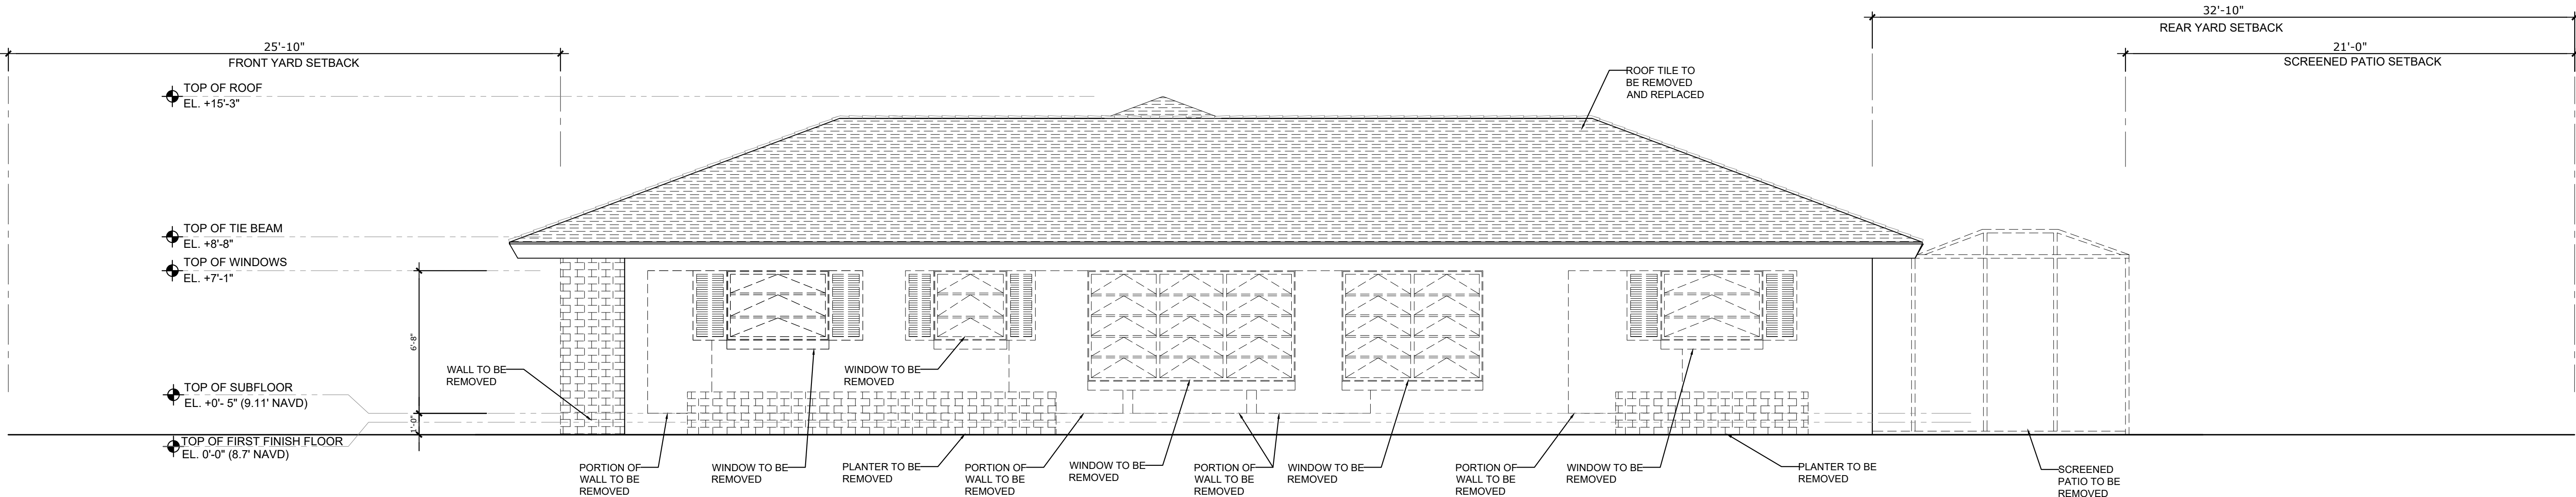 32'-10"
REAR YARD SETBACK
25'-10"
FRONT YARD SETBACK
21'-0"
SCREENED PATIO SETBACK
TOP OF ROOF
EL. +15'-3"
ROOF TILE TO
BE REMOVED
AND REPLACED
TOP OF TIE BEAM
EL. +8'-8"
TOP OF WINDOWS
EL. +7'-1"
6'-8"
WALL TO BE
REMOVED
WINDOW TO BE
REMOVED
TOP OF SUBFLOOR
EL. +0'- 5" (9.11' NAVD)
1'-0"
TOP OF FIRST FINISH FLOOR
EL. 0'-0" (8.7' NAVD)
PORTION OF
WALL TO BE
REMOVED
WINDOW TO BE
REMOVED
PLANTER TO BE
REMOVED
PORTION OF
WALL TO BE
REMOVED
WINDOW TO BE
REMOVED
PORTION OF
WALL TO BE
REMOVED
WINDOW TO BE
REMOVED
PORTION OF
WALL TO BE
REMOVED
WINDOW TO BE
REMOVED
PLANTER TO BE
REMOVED
SCREENED
PATIO TO BE
REMOVED